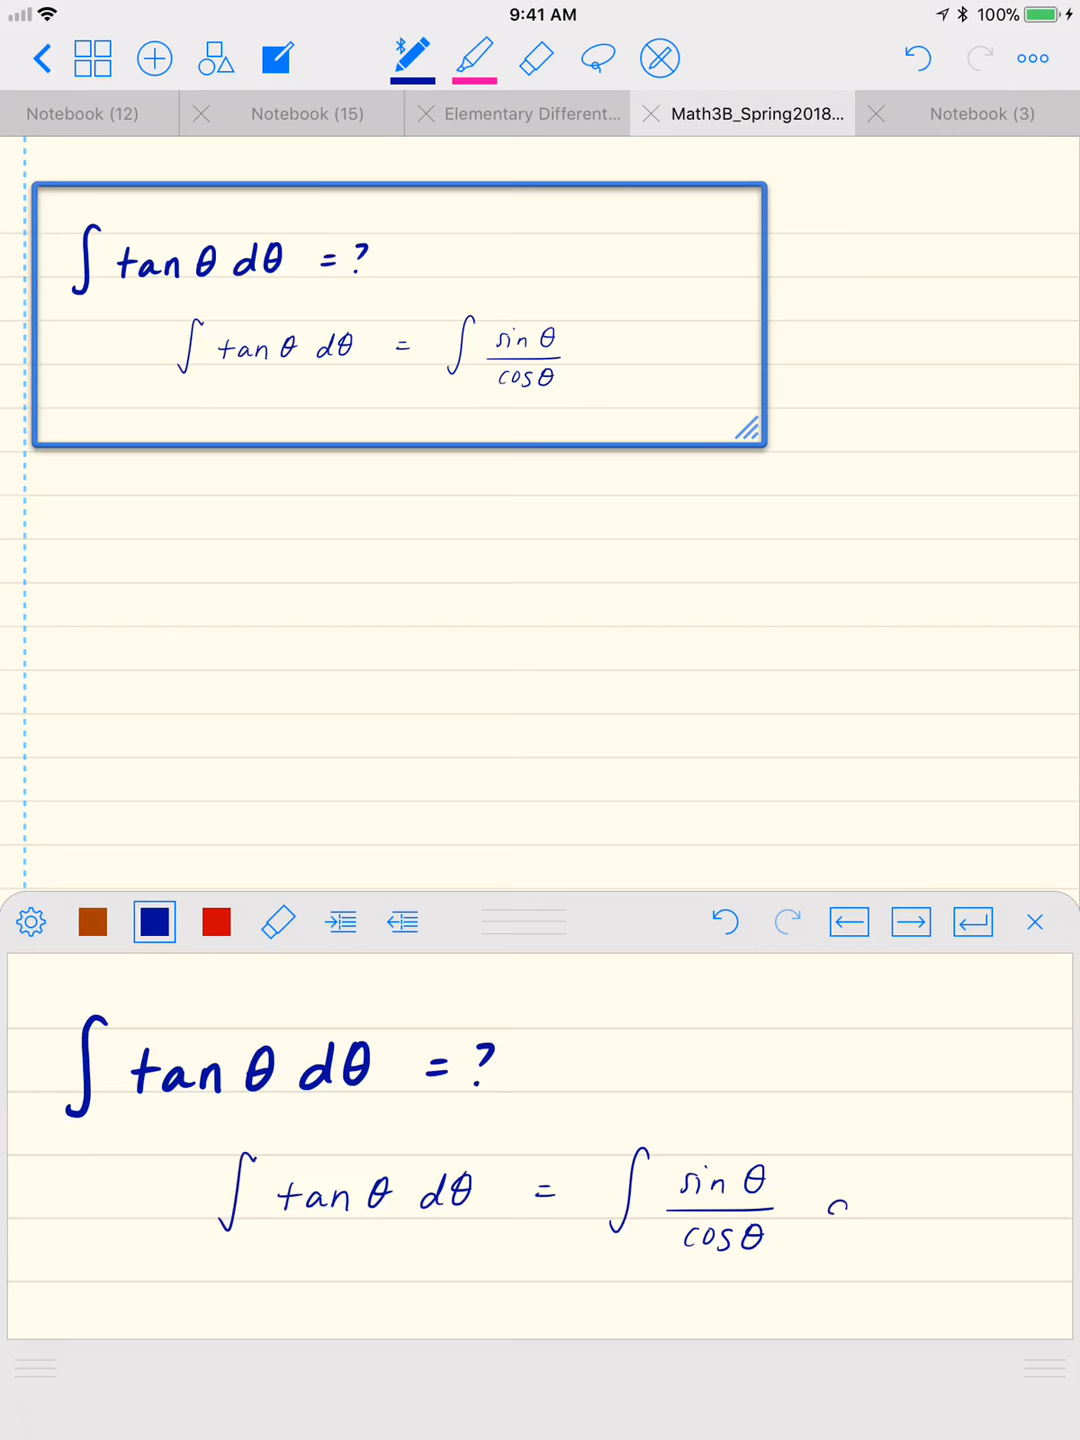 9:41 AM 100%
Notebook (12) Notebook (15) Elementary Different... Math3B_Spring2018... Notebook (3)
∫ tan θ dθ = ?
∫ tan θ dθ = ∫ sin θ / cos θ
∫ tan θ dθ = ?
∫ tan θ dθ = ∫ sin θ / cos θ